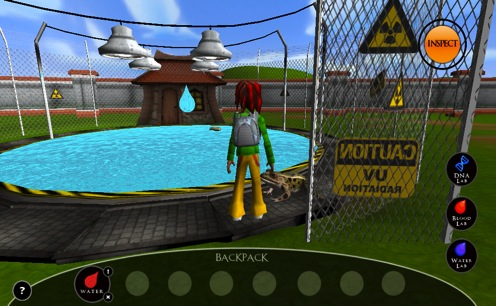 INSPECT
CAUTION
UV
RADIATION
DNA
LAB
BLOOD
LAB
WATER
LAB
BACKPACK
WATER
!
x
?